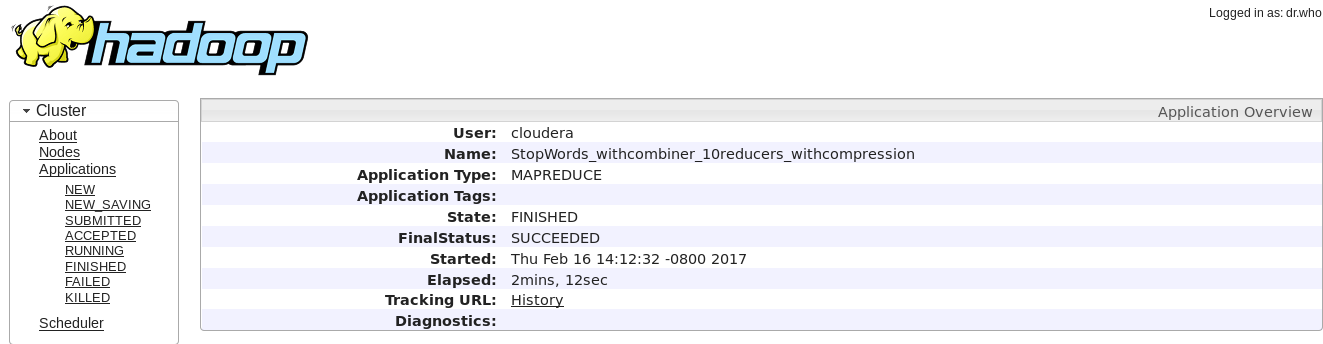 hadoop
Logged in as: dr.who
Cluster
About
Nodes
Applications
NEW
NEW_SAVING
SUBMITTED
ACCEPTED
RUNNING
FINISHED
FAILED
KILLED
Scheduler
Application Overview
User: cloudera
Name: StopWords_withcombiner_10reducers_withcompression
Application Type: MAPREDUCE
Application Tags:
State: FINISHED
FinalStatus: SUCCEEDED
Started: Thu Feb 16 14:12:32 -0800 2017
Elapsed: 2mins, 12sec
Tracking URL: History
Diagnostics: